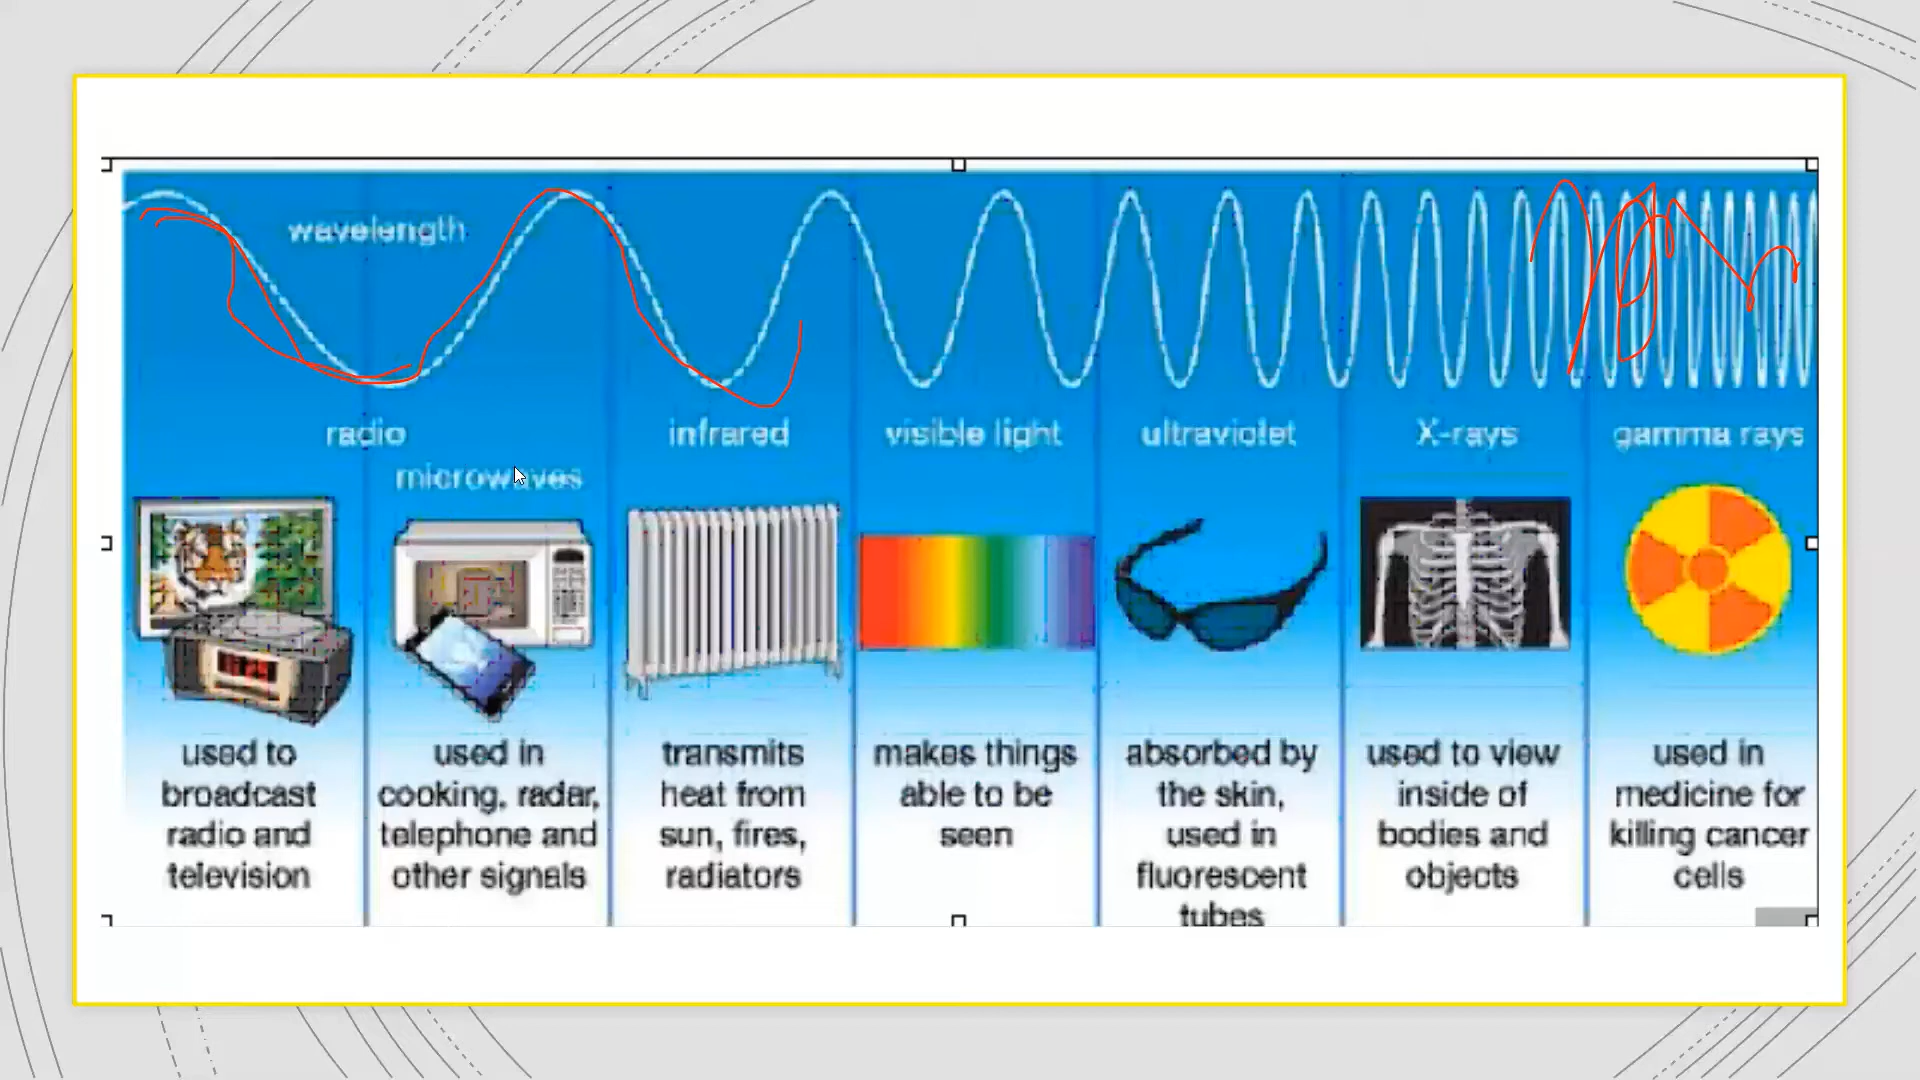 wavelength
radio
microwaves
infrared
visible light
ultraviolet
X-rays
gamma rays
used to
broadcast
radio and
television
used in
cooking, radar,
telephone and
other signals
transmits
heat from
sun, fires,
radiators
makes things
able to be
seen
absorbed by
the skin,
used in
fluorescent
tubes
used to view
inside of
bodies and
objects
used in
medicine for
killing cancer
cells